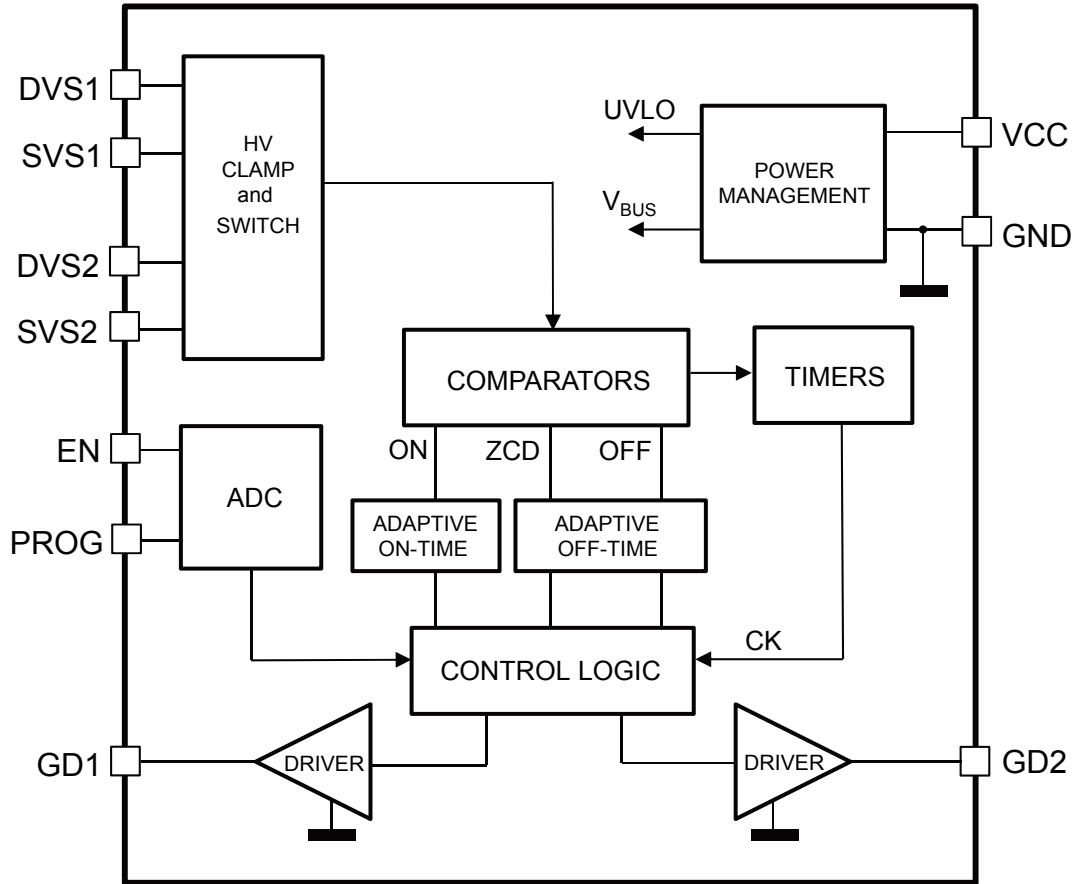 DVS1
SVS1
DVS2
SVS2
HV
CLAMP
and
SWITCH
UVLO
V_BUS
POWER
MANAGEMENT
VCC
GND
COMPARATORS
TIMERS
ON
ZCD
OFF
EN
PROG
ADC
ADAPTIVE
ON-TIME
ADAPTIVE
OFF-TIME
CK
CONTROL LOGIC
GD1
DRIVER
DRIVER
GD2